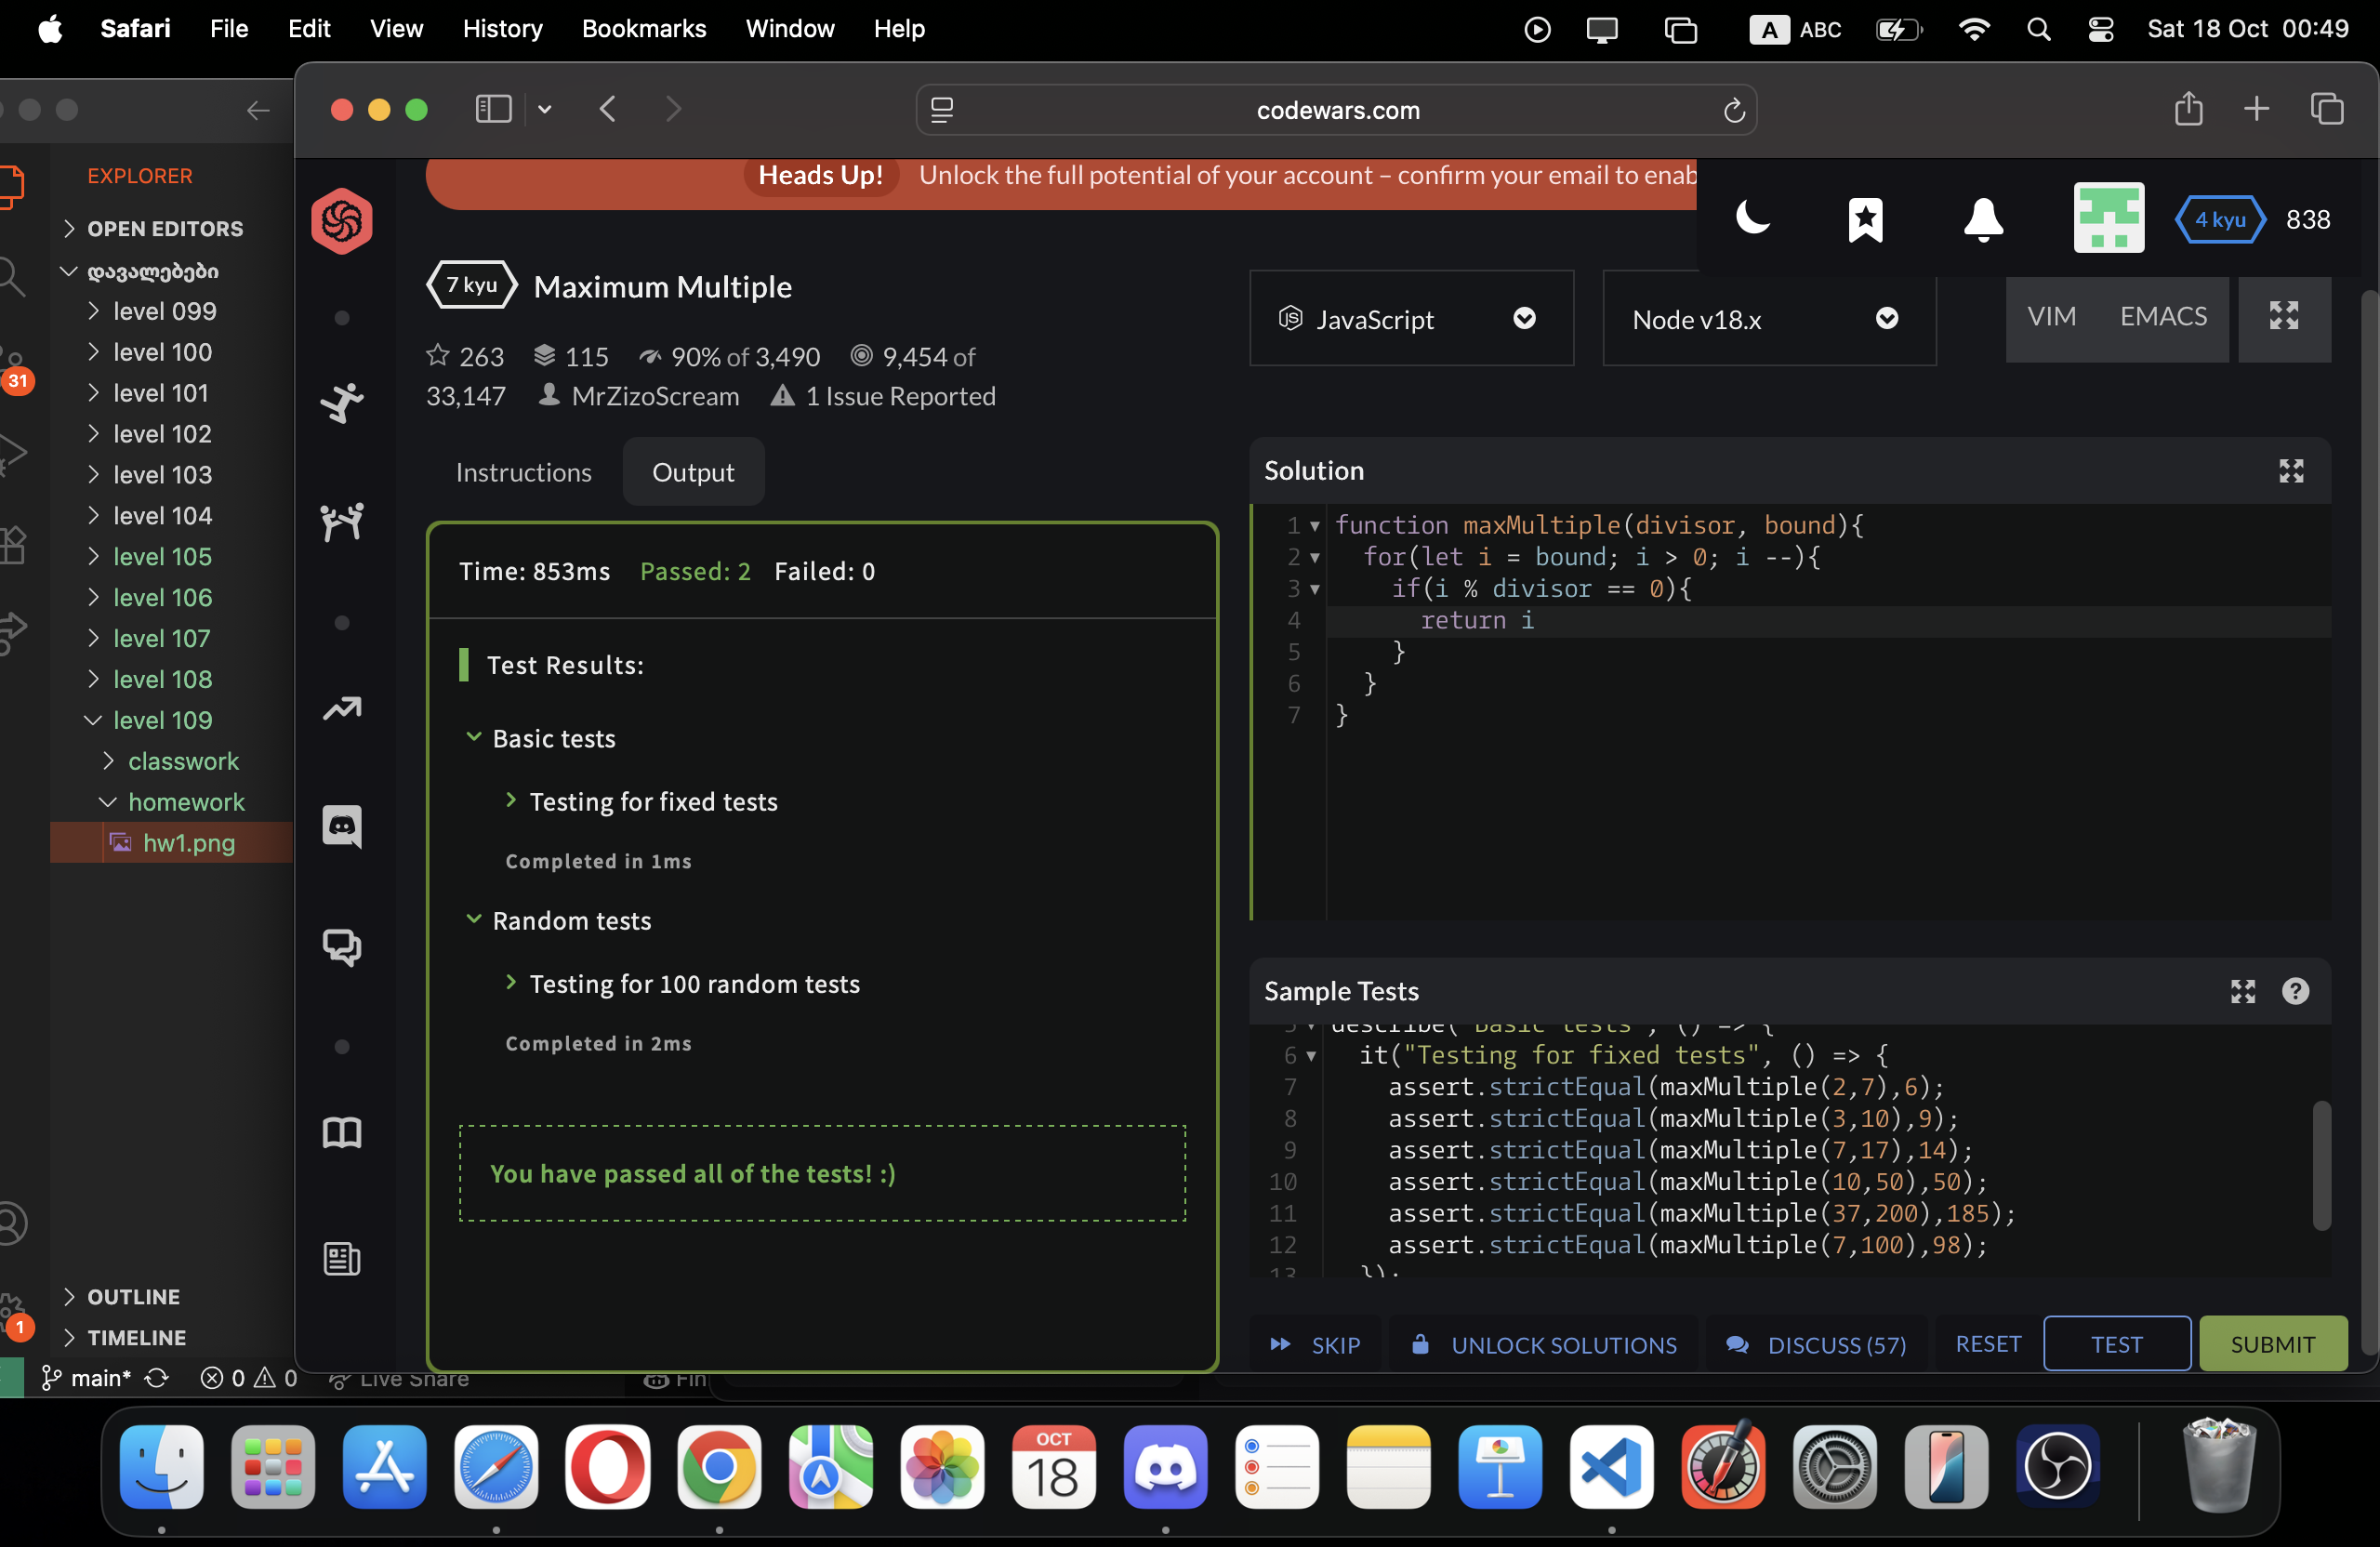 Safari File Edit View History Bookmarks Window Help
A ABC
Sat 18 Oct 00:49
codewars.com
EXPLORER
OPEN EDITORS
დავალებები
level 099
level 100
level 101
level 102
level 103
level 104
level 105
level 106
level 107
level 108
level 109
classwork
homework
hw1.png
31
1
OUTLINE
TIMELINE
main* 0 0 Live Share
Fin
Heads Up! Unlock the full potential of your account – confirm your email to enab
4 kyu 838
7 kyu Maximum Multiple
263 115 90% of 3,490 9,454 of
33,147 MrZizoScream 1 Issue Reported
JavaScript
Node v18.x
VIM EMACS
Instructions Output
Time: 853ms Passed: 2 Failed: 0
Test Results:
Basic tests
Testing for fixed tests
Completed in 1ms
Random tests
Testing for 100 random tests
Completed in 2ms
You have passed all of the tests! :)
Solution
1 function maxMultiple(divisor, bound){
2 for(let i = bound; i > 0; i --){
3 if(i % divisor == 0){
4 return i
5 }
6 }
7 }
Sample Tests
5 describe("Basic tests", () => {
6 it("Testing for fixed tests", () => {
7 assert.strictEqual(maxMultiple(2,7),6);
8 assert.strictEqual(maxMultiple(3,10),9);
9 assert.strictEqual(maxMultiple(7,17),14);
10 assert.strictEqual(maxMultiple(10,50),50);
11 assert.strictEqual(maxMultiple(37,200),185);
12 assert.strictEqual(maxMultiple(7,100),98);
13 });
SKIP UNLOCK SOLUTIONS DISCUSS (57) RESET TEST SUBMIT
OCT
18